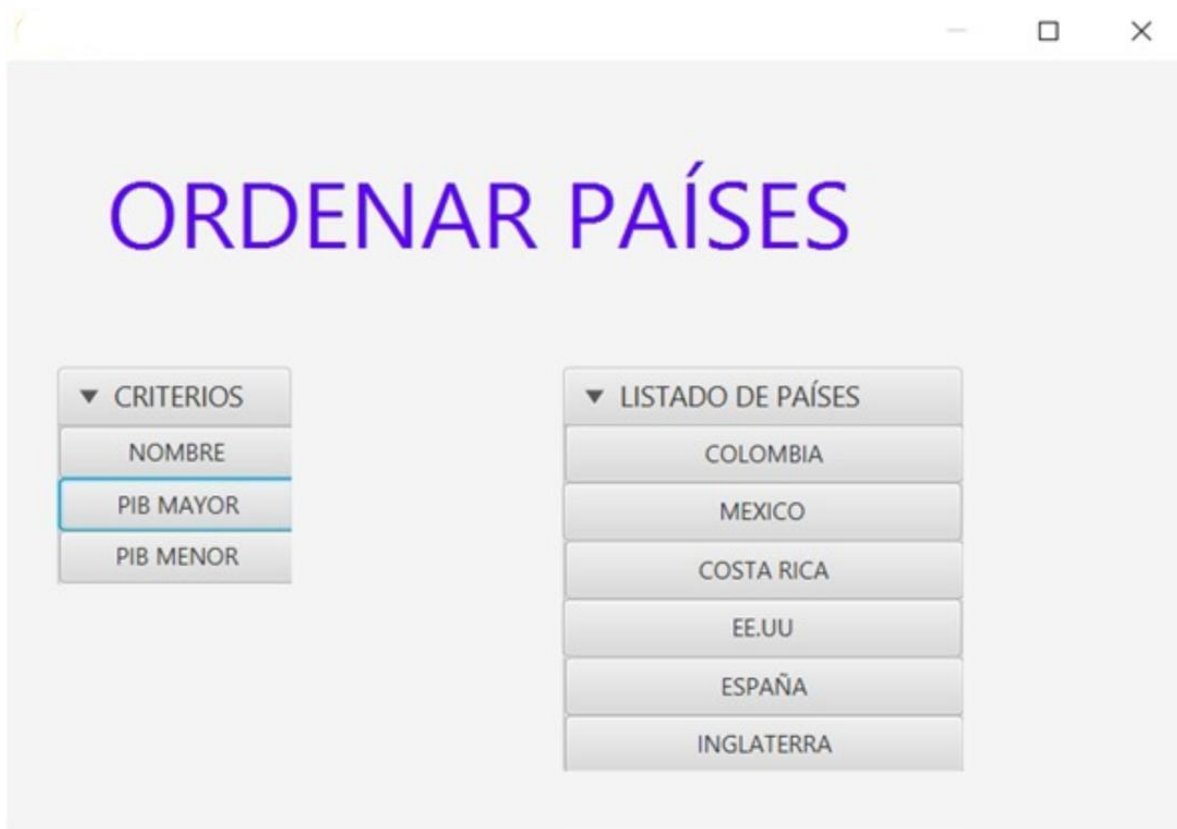 ORDENAR PAÍSES
CRITERIOS
NOMBRE
PIB MAYOR
PIB MENOR
LISTADO DE PAÍSES
COLOMBIA
MEXICO
COSTA RICA
EE.UU
ESPAÑA
INGLATERRA